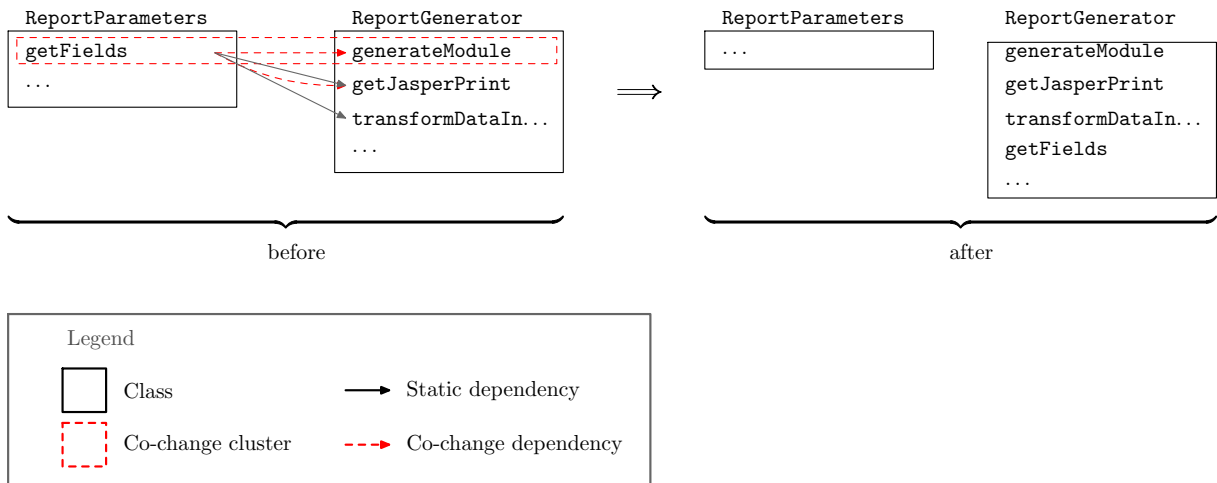 ReportParameters
getFields
...
ReportGenerator
generateModule
getJasperPrint
transformDataIn...
...
before
⟹
ReportParameters
...
ReportGenerator
generateModule
getJasperPrint
transformDataIn...
getFields
...
after
Legend
Class
Static dependency
Co-change cluster
Co-change dependency